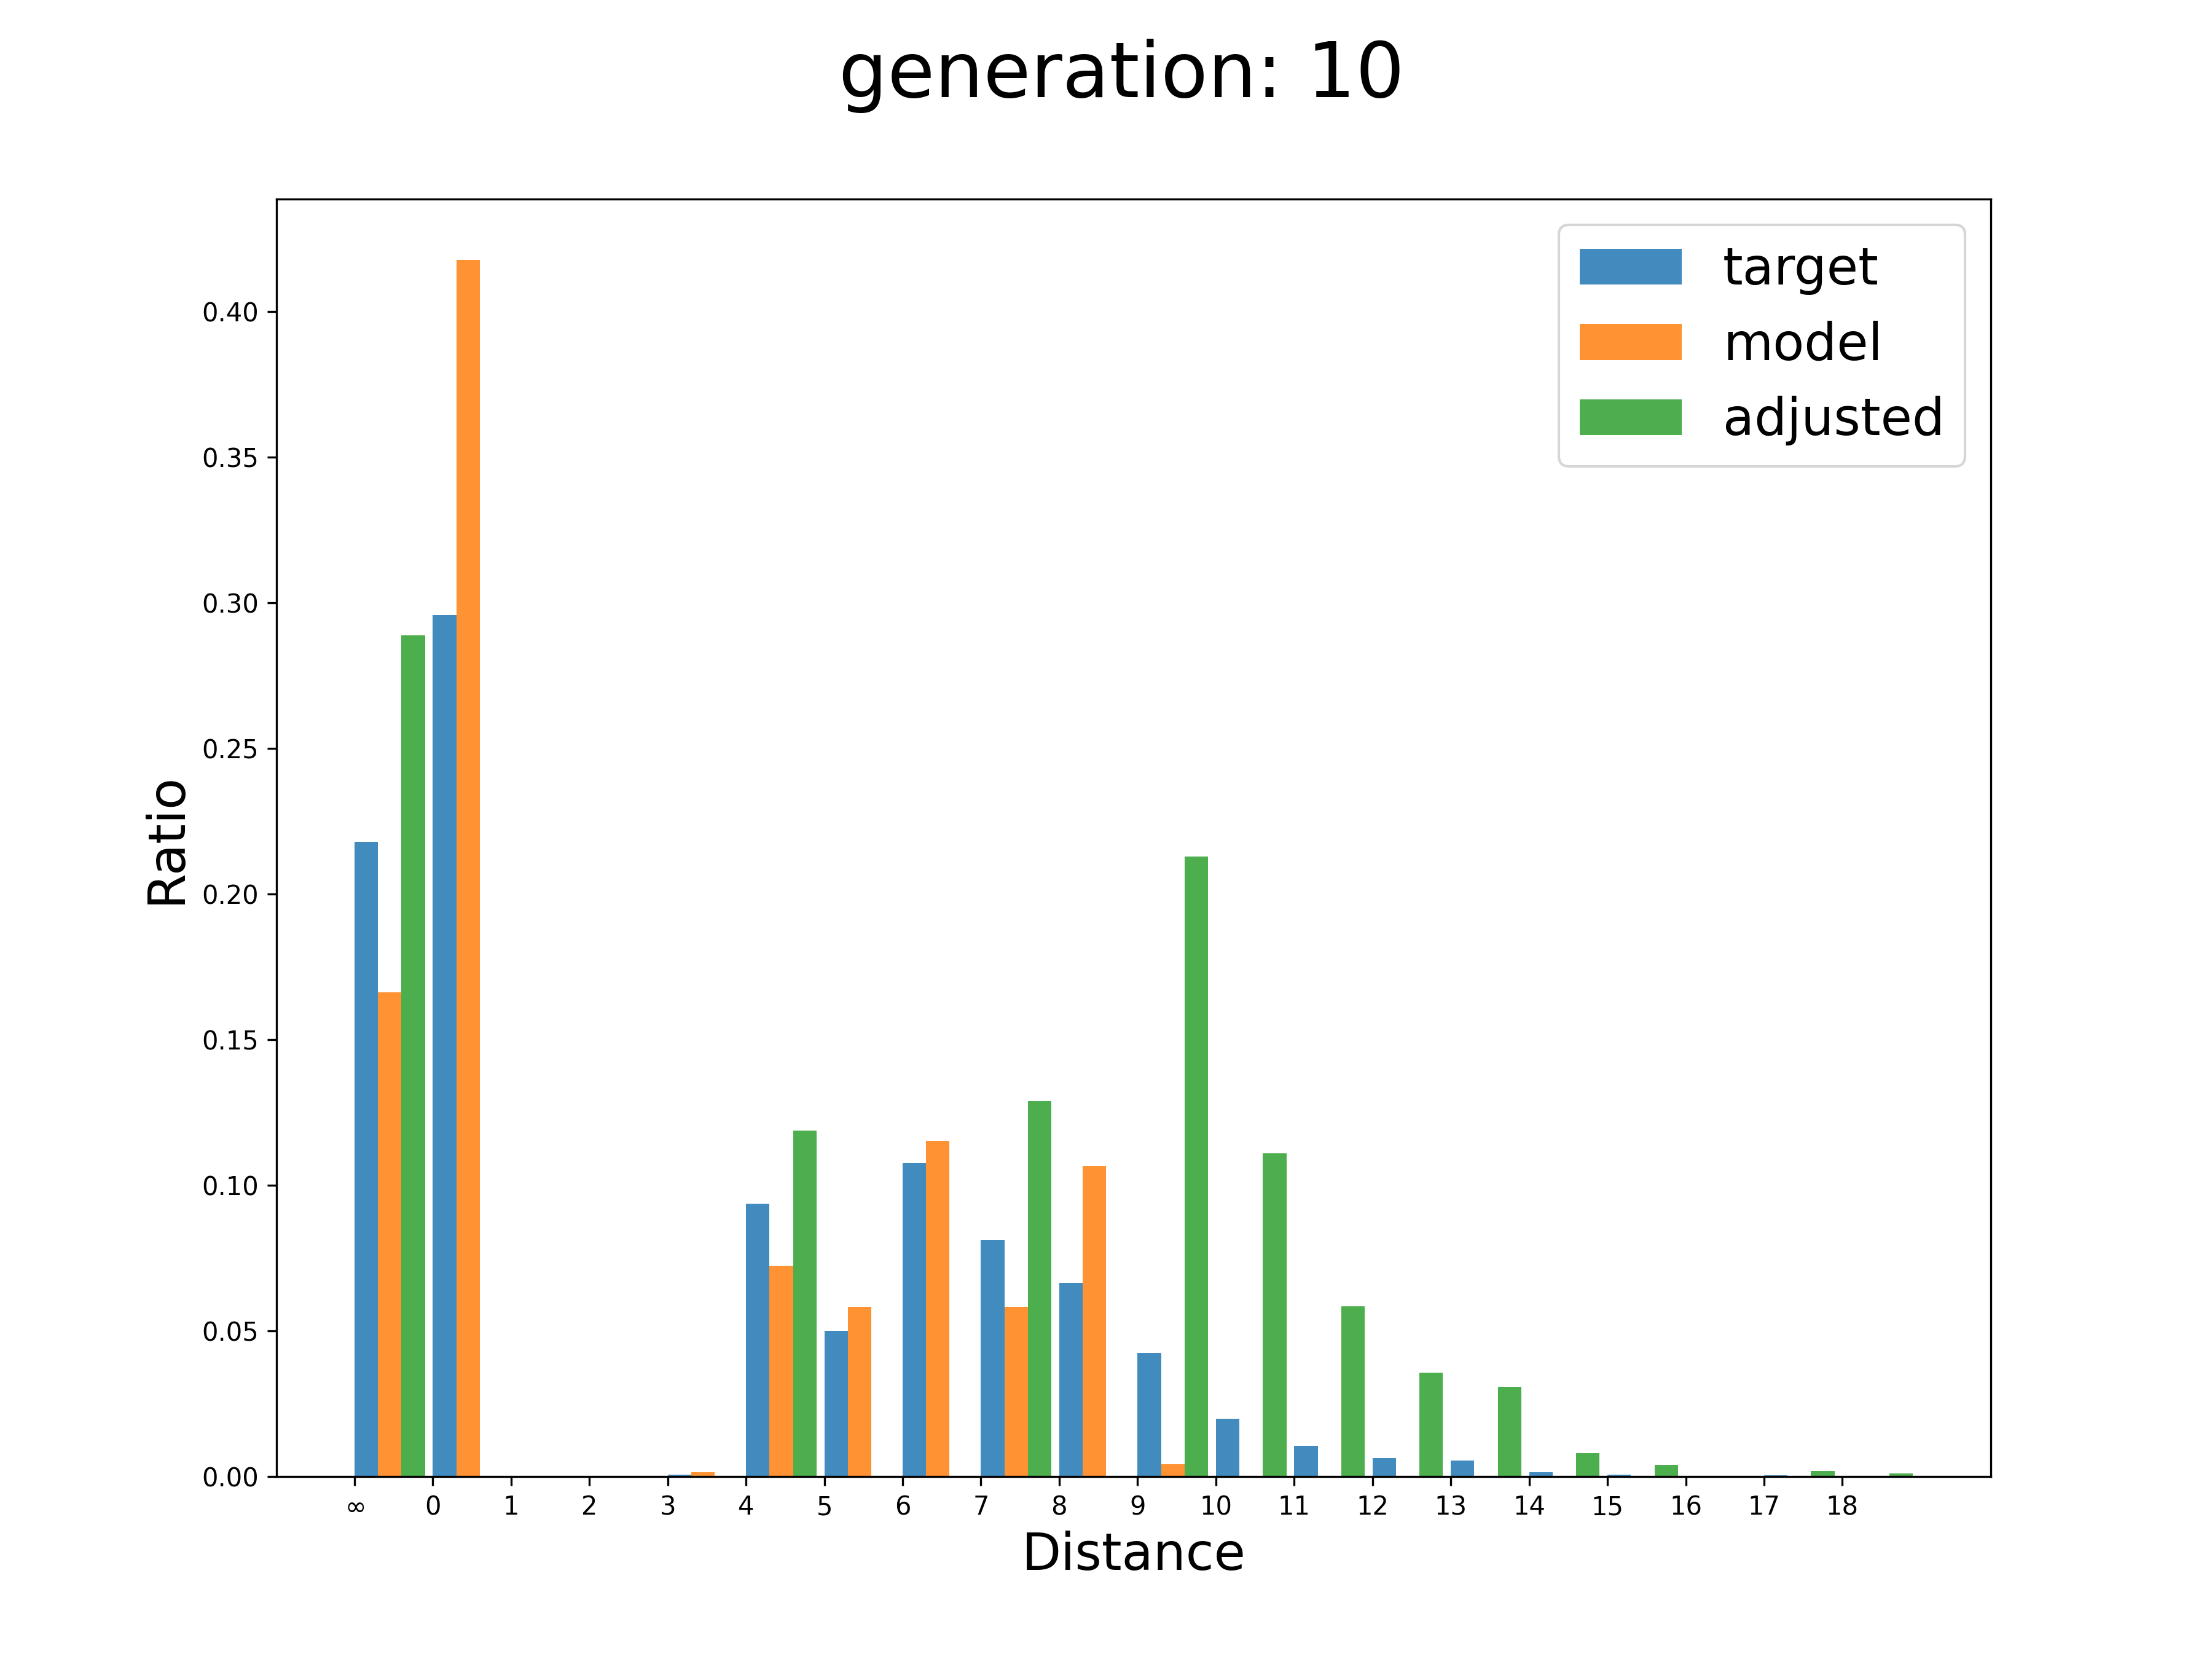 generation: 10
target
model
adjusted
0.40
0.35
0.30
0.25
0.20
0.15
0.10
0.05
0.00
Ratio
∞ 0 1 2 3 4 5 6 7 8 9 10 11 12 13 14 15 16 17 18
Distance